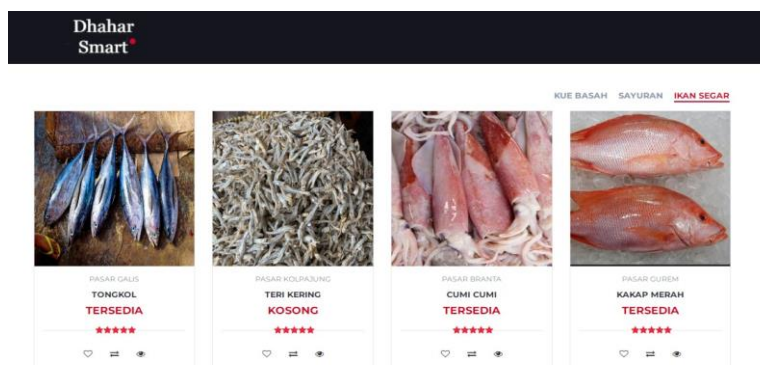 Dhahar
Smart
KUE BASAH SAYURAN IKAN SEGAR
PASAR GALIS
TONGKOL
TERSEDIA
PASAR KOLPAJUNG
TERI KERING
KOSONG
PASAR BRANTA
CUMI CUMI
TERSEDIA
PASAR GUREM
KAKAP MERAH
TERSEDIA